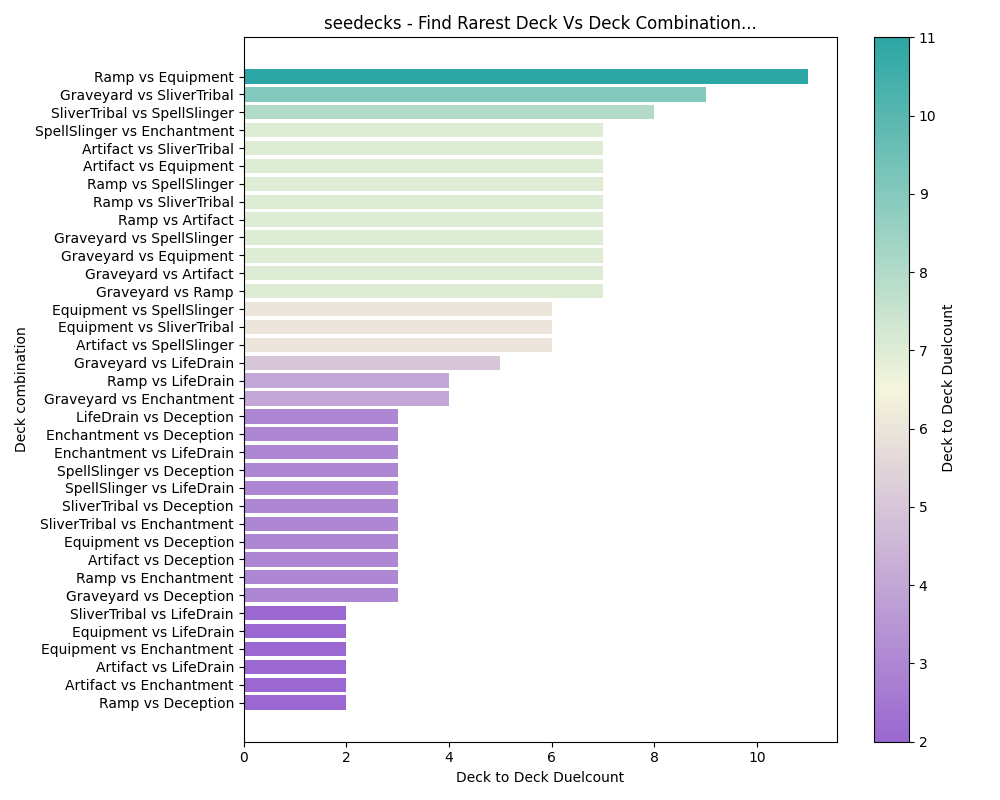 seedecks - Find Rarest Deck Vs Deck Combination...
Deck combination
Ramp vs Equipment
Graveyard vs SliverTribal
SliverTribal vs SpellSlinger
SpellSlinger vs Enchantment
Artifact vs SliverTribal
Artifact vs Equipment
Ramp vs SpellSlinger
Ramp vs SliverTribal
Ramp vs Artifact
Graveyard vs SpellSlinger
Graveyard vs Equipment
Graveyard vs Artifact
Graveyard vs Ramp
Equipment vs SpellSlinger
Equipment vs SliverTribal
Artifact vs SpellSlinger
Graveyard vs LifeDrain
Ramp vs LifeDrain
Graveyard vs Enchantment
LifeDrain vs Deception
Enchantment vs Deception
Enchantment vs LifeDrain
SpellSlinger vs Deception
SpellSlinger vs LifeDrain
SliverTribal vs Deception
SliverTribal vs Enchantment
Equipment vs Deception
Artifact vs Deception
Ramp vs Enchantment
Graveyard vs Deception
SliverTribal vs LifeDrain
Equipment vs LifeDrain
Equipment vs Enchantment
Artifact vs LifeDrain
Artifact vs Enchantment
Ramp vs Deception
0 2 4 6 8 10
Deck to Deck Duelcount
11
10
9
8
7
6
5
4
3
2
Deck to Deck Duelcount